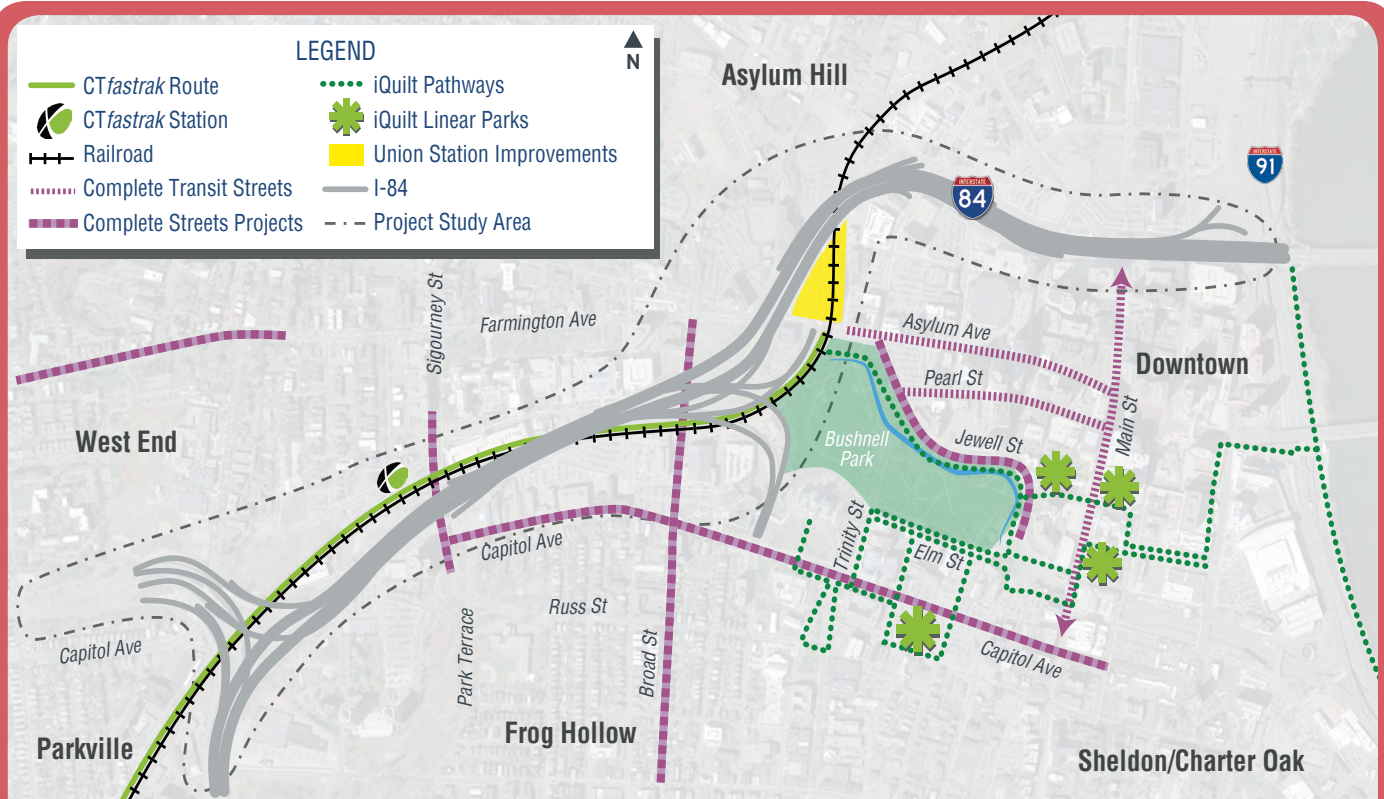 LEGEND
N
CTfastrak Route
CTfastrak Station
Railroad
Complete Transit Streets
Complete Streets Projects
iQuilt Pathways
iQuilt Linear Parks
Union Station Improvements
I-84
Project Study Area
Asylum Hill
INTERSTATE
91
INTERSTATE
84
Sigourney St
Farmington Ave
Asylum Ave
Downtown
Pearl St
Main St
West End
Bushnell
Park
Jewell St
Capitol Ave
Trinity St
Elm St
Russ St
Capitol Ave
Park Terrace
Broad St
Capitol Ave
Frog Hollow
Parkville
Sheldon/Charter Oak